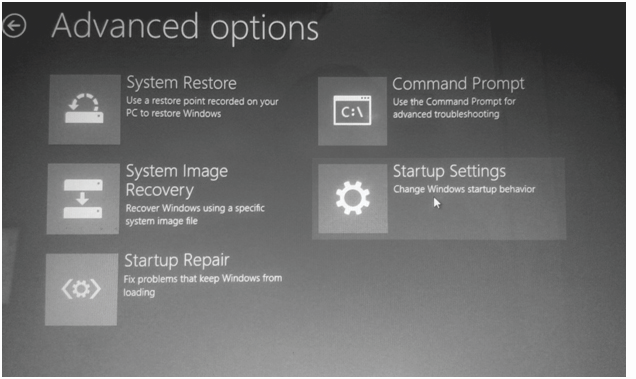 Advanced options
System Restore
Use a restore point recorded on your
PC to restore Windows
Command Prompt
Use the Command Prompt for
advanced troubleshooting
C:\
System Image
Recovery
Recover Windows using a specific
system image file
Startup Settings
Change Windows startup behavior
Startup Repair
Fix problems that keep Windows from
loading